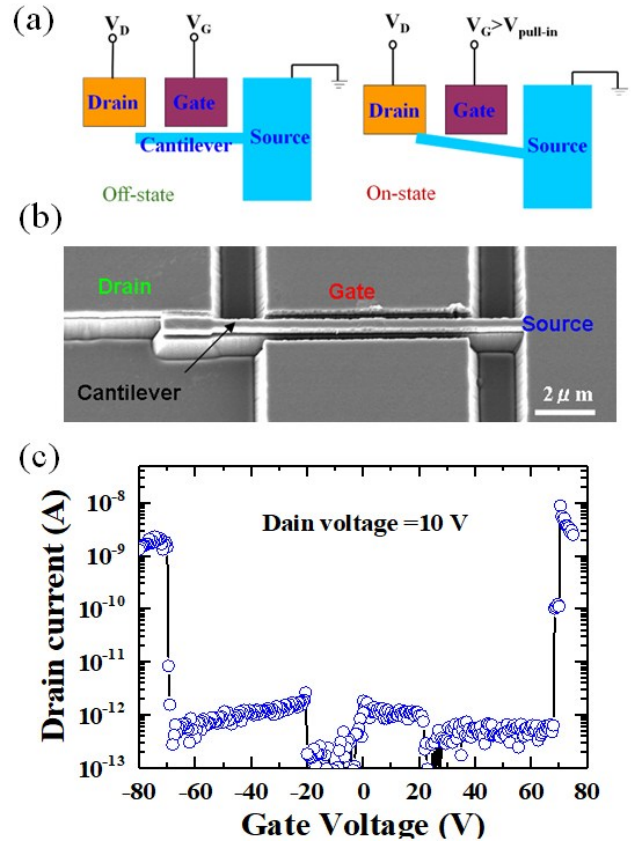 (a)
V_D V_G V_D V_G>V_pull-in
Drain Gate Drain Gate
Cantilever Source Source
Off-state On-state
(b)
Drain Gate
Source
Cantilever
2 μ m
(c)
10^-8
10^-9
10^-10
10^-11
10^-12
10^-13
Drain current (A)
Dain voltage =10 V
-80 -60 -40 -20 0 20 40 60 80
Gate Voltage (V)